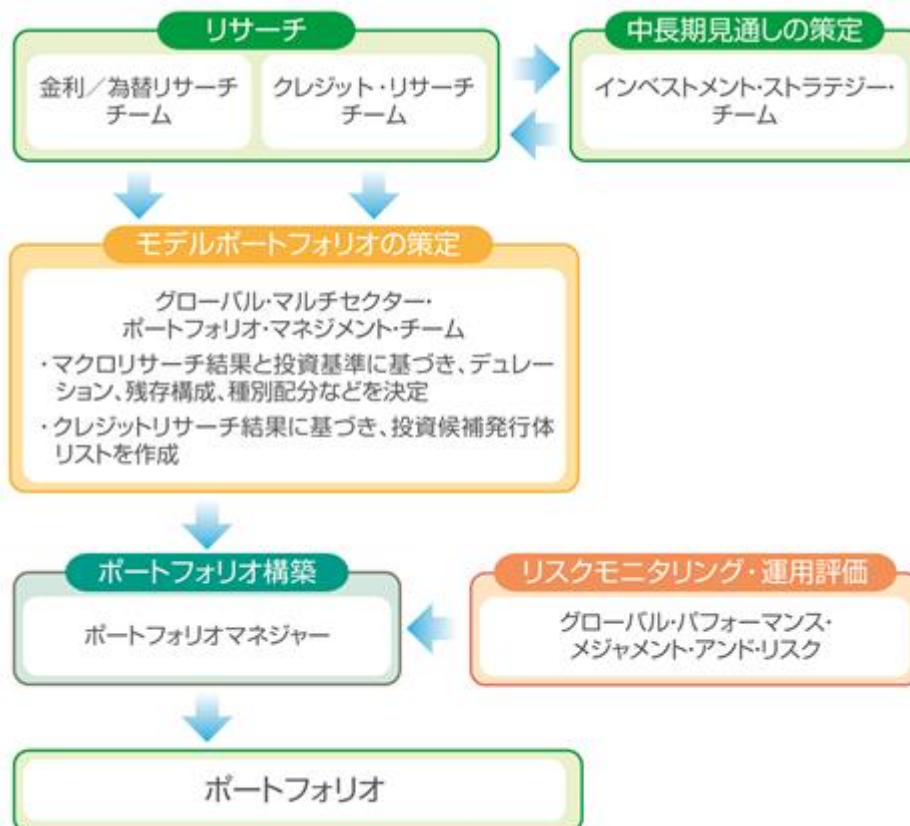 リサーチ
金利／為替リサーチ
チーム
クレジット・リサーチ
チーム
中長期見通しの策定
インベストメント・ストラテジー・
チーム
モデルポートフォリオの策定
グローバル・マルチセクター・
ポートフォリオ・マネジメント・チーム
・マクロリサーチ結果と投資基準に基づき、デュレー
ション、残存構成、種別配分などを決定
・クレジットリサーチ結果に基づき、投資候補発行体
リストを作成
ポートフォリオ構築
ポートフォリオマネジャー
リスクモニタリング・運用評価
グローバル・パフォーマンス・
メジャメント・アンド・リスク
ポートフォリオ